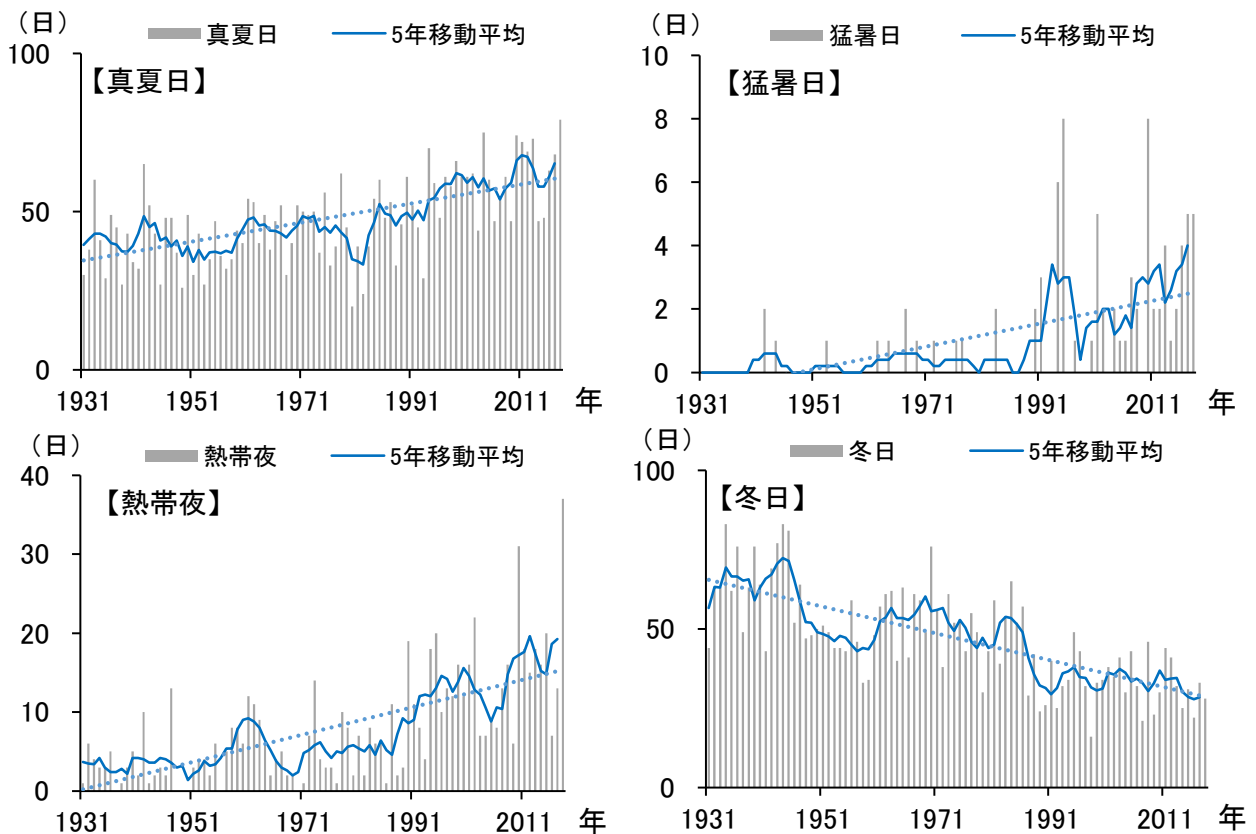 （日）
真夏日 5年移動平均
【真夏日】
100
50
0
1931 1951 1971 1991 2011 年
（日）
猛暑日 5年移動平均
【猛暑日】
10
8
6
4
2
0
1931 1951 1971 1991 2011 年
（日）
熱帯夜 5年移動平均
【熱帯夜】
40
30
20
10
0
1931 1951 1971 1991 2011 年
（日）
冬日 5年移動平均
【冬日】
100
50
0
1931 1951 1971 1991 2011 年